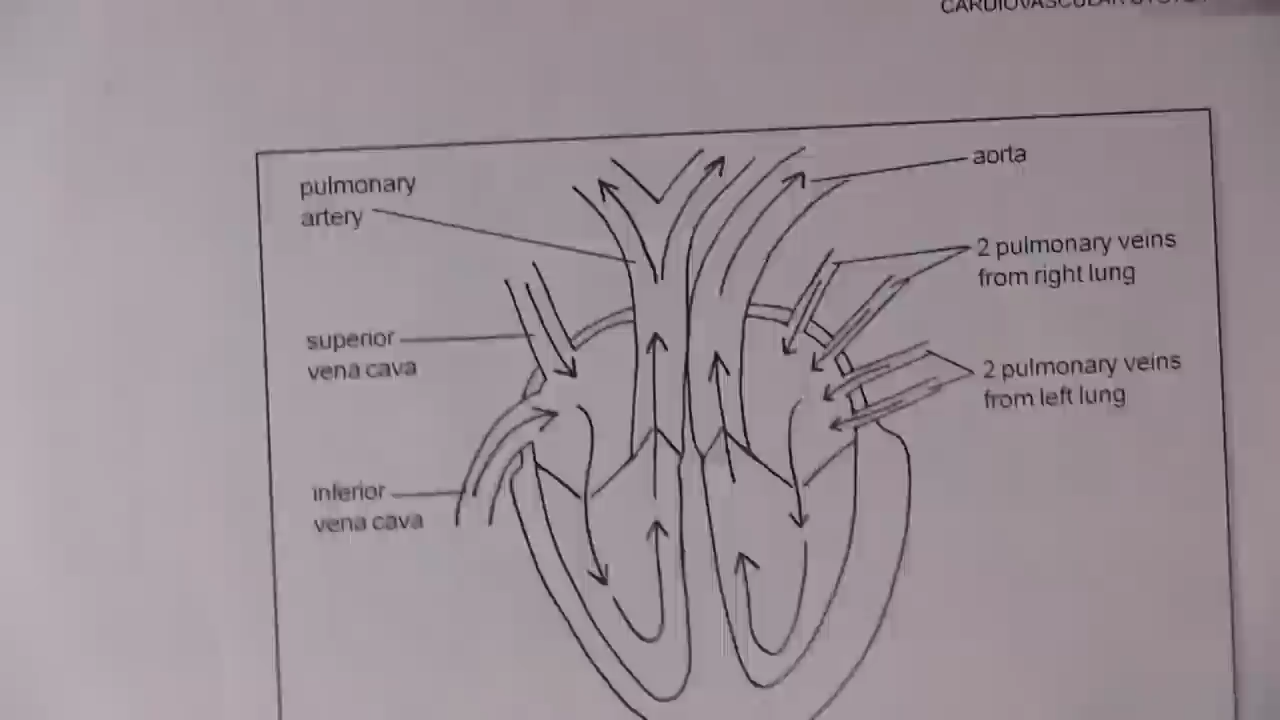 CARDIOVASCULAR
pulmonary
artery
aorta
2 pulmonary veins
from right lung
superior
vena cava
2 pulmonary veins
from left lung
inferior
vena cava